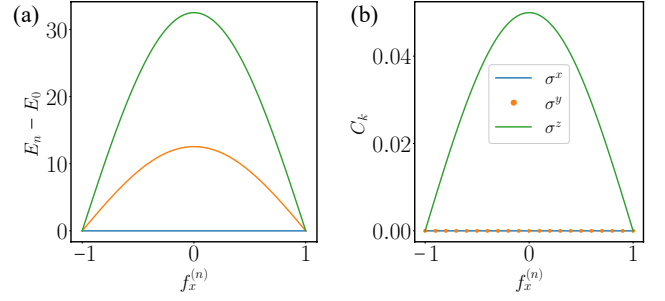 (a)
30
20
10
0
E_n − E_0
−1
0
1
f_x^{(n)}
(b)
0.04
0.02
0.00
C_k
σ^x
σ^y
σ^z
−1
0
1
f_x^{(n)}